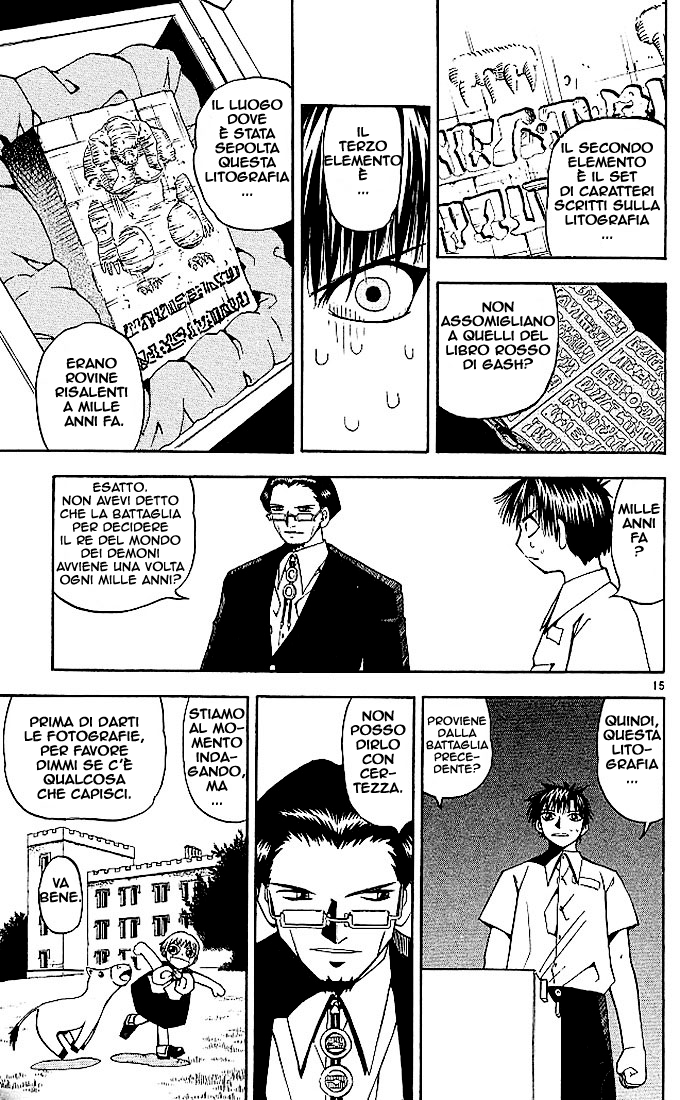 IL SECONDO
ELEMENTO
È IL SET
DI CARATTERI
SCRITTI SULLA
LITOGRAFIA
...
NON
ASSOMIGLIANO
A QUELLI DEL
LIBRO ROSSO
DI GASH?
IL
TERZO
ELEMENTO
È
...
IL LUOGO
DOVE
È STATA
SEPOLTA
QUESTA
LITOGRAFIA
...
ERANO
ROVINE
RISALENTI
A MILLE
ANNI FA.
MILLE
ANNI
FA?
ESATTO.
NON AVEVI DETTO
CHE LA BATTAGLIA
PER DECIDERE
IL RE DEL MONDO
DEI DEMONI
AVVIENE UNA VOLTA
OGNI MILLE ANNI?
15
QUINDI,
QUESTA
LITO-
GRAFIA
...
PROVIENE
DALLA
BATTAGLIA
PRECE-
DENTE?
NON
POSSO
DIRLO
CON
CER-
TEZZA.
STIAMO
AL MO-
MENTO
INDA-
GANDO,
MA
...
PRIMA DI DARTI
LE FOTOGRAFIE,
PER FAVORE
DIMMI SE C'È
QUALCOSA
CHE CAPISCI.
VA
BENE.